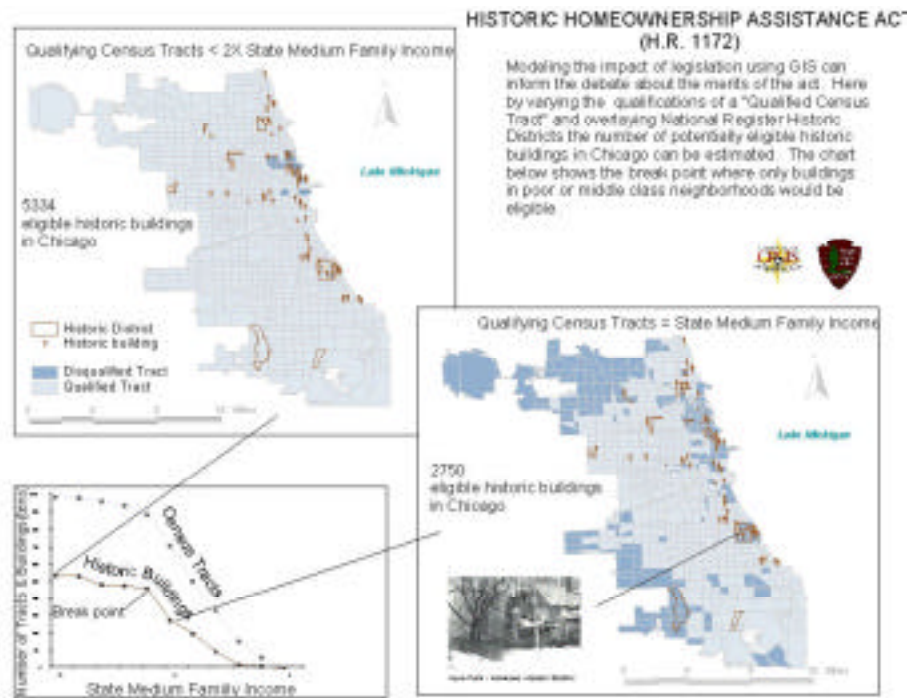 HISTORIC HOMEOWNERSHIP ASSISTANCE ACT
(H.R. 1172)
Modeling the impact of legislation using GIS can
inform the debate about the merits of the act. Here
by varying the qualifications of a "Qualified Census
Tract" and overlaying National Register Historic
Districts the number of potentially eligible historic
buildings in Chicago can be estimated. The chart
below shows the break point where only buildings
in poor or middle class neighborhoods would be
eligible
Qualifying Census Tracts < 2X State Medium Family Income
Lake Michigan
5334
eligible historic buildings
in Chicago
Historic District
Historic building
Disqualified Tract
Qualified Tract
Qualifying Census Tracts = State Medium Family Income
Lake Michigan
2750
eligible historic buildings
in Chicago
Number of Tracts & Buildings
Census Tracts
Historic Buildings
Break point
State Medium Family Income